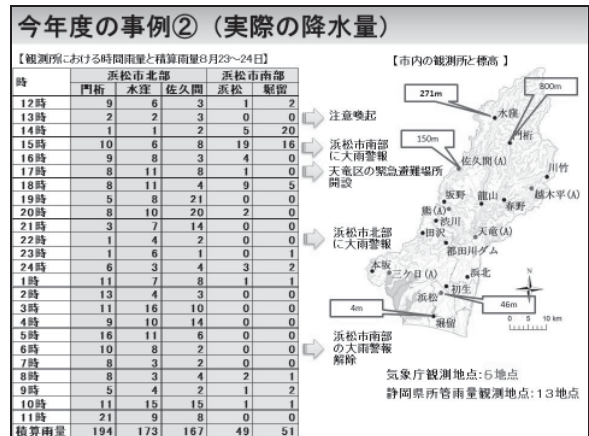 今年度の事例②（実際の降水量）
【観測所における時間雨量と積算雨量8月23～24日】
時 浜松市北部 浜松市南部
門桁 水窪 佐久間 浜松 堀留
12時 9 6 3 1 2
13時 2 2 3 0 0
14時 1 1 2 5 20
15時 10 6 8 19 16
16時 9 8 3 4 0
17時 8 11 8 1 0
18時 8 11 4 9 5
19時 5 8 21 0 0
20時 8 10 20 2 0
21時 3 7 14 0 0
22時 1 4 2 0 0
23時 1 6 1 0 1
24時 6 3 4 3 2
1時 11 7 8 1 1
2時 13 4 3 0 0
3時 11 16 10 0 0
4時 9 10 14 0 0
5時 16 11 6 0 0
6時 10 8 2 0 0
7時 8 3 2 0 0
8時 8 3 4 2 1
9時 5 4 2 1 2
10時 11 15 15 1 1
11時 21 9 8 0 0
積算雨量 194 173 167 49 51
注意喚起
浜松市南部
に大雨警報
天竜区の緊急避難場所
開設
浜松市北部
に大雨警報
浜松市南部
の大雨警報
解除
【市内の観測所と標高】
271m
800m
水窪
門桁
150m
佐久間(A)
川竹
越木平(A)
坂野
龍山
春野
熊(A)
渋川
田沢
天竜(A)
都田川ダム
本坂
三ケ日(A)
浜北
初生
浜松
46m
4m
堀留
N
0 5 10 km
気象庁観測地点:6地点
静岡県所管雨量観測地点:13地点